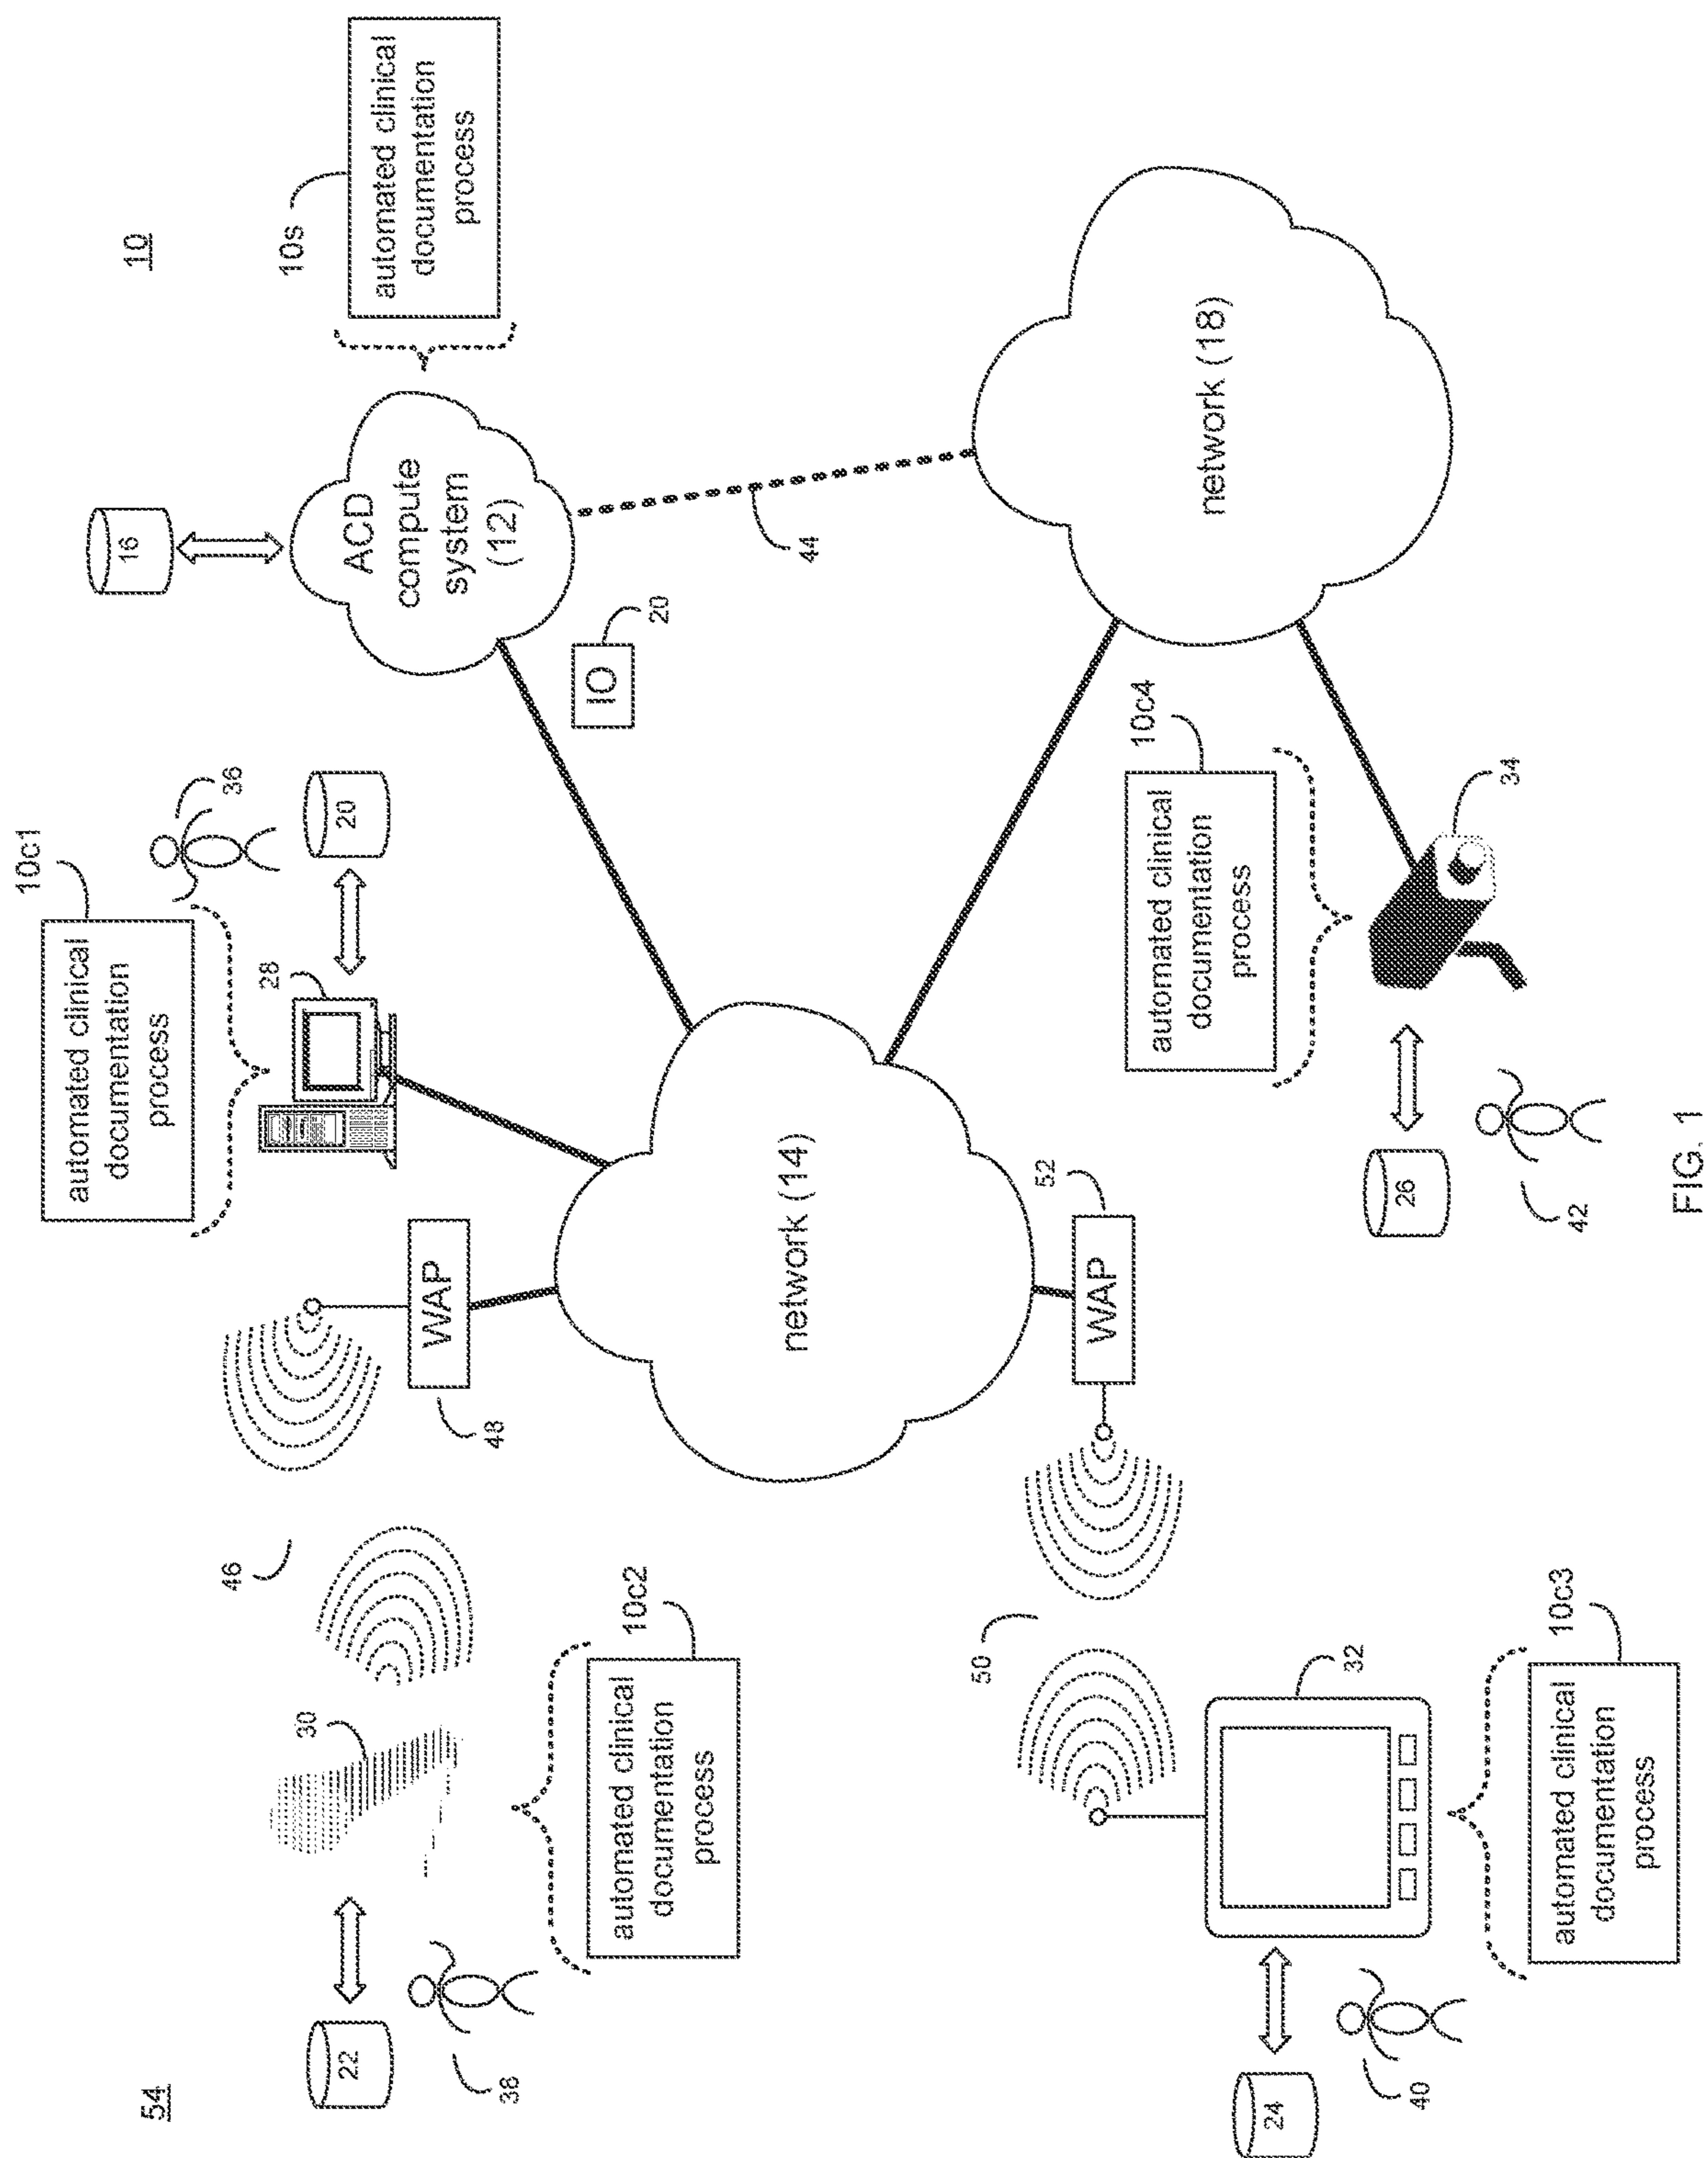 10c1
automated clinical
documentation
process
54
16
10
46
36
28
10s
automated clinical
documentation
process
30
22
20
ACD
compute
system
(12)
WAP
48
38
IO
20
10c2
automated clinical
documentation
process
network (14)
44
50
52
WAP
10c4
automated clinical
documentation
process
network (18)
24
32
40
26
34
42
10c3
automated clinical
documentation
process
FIG. 1